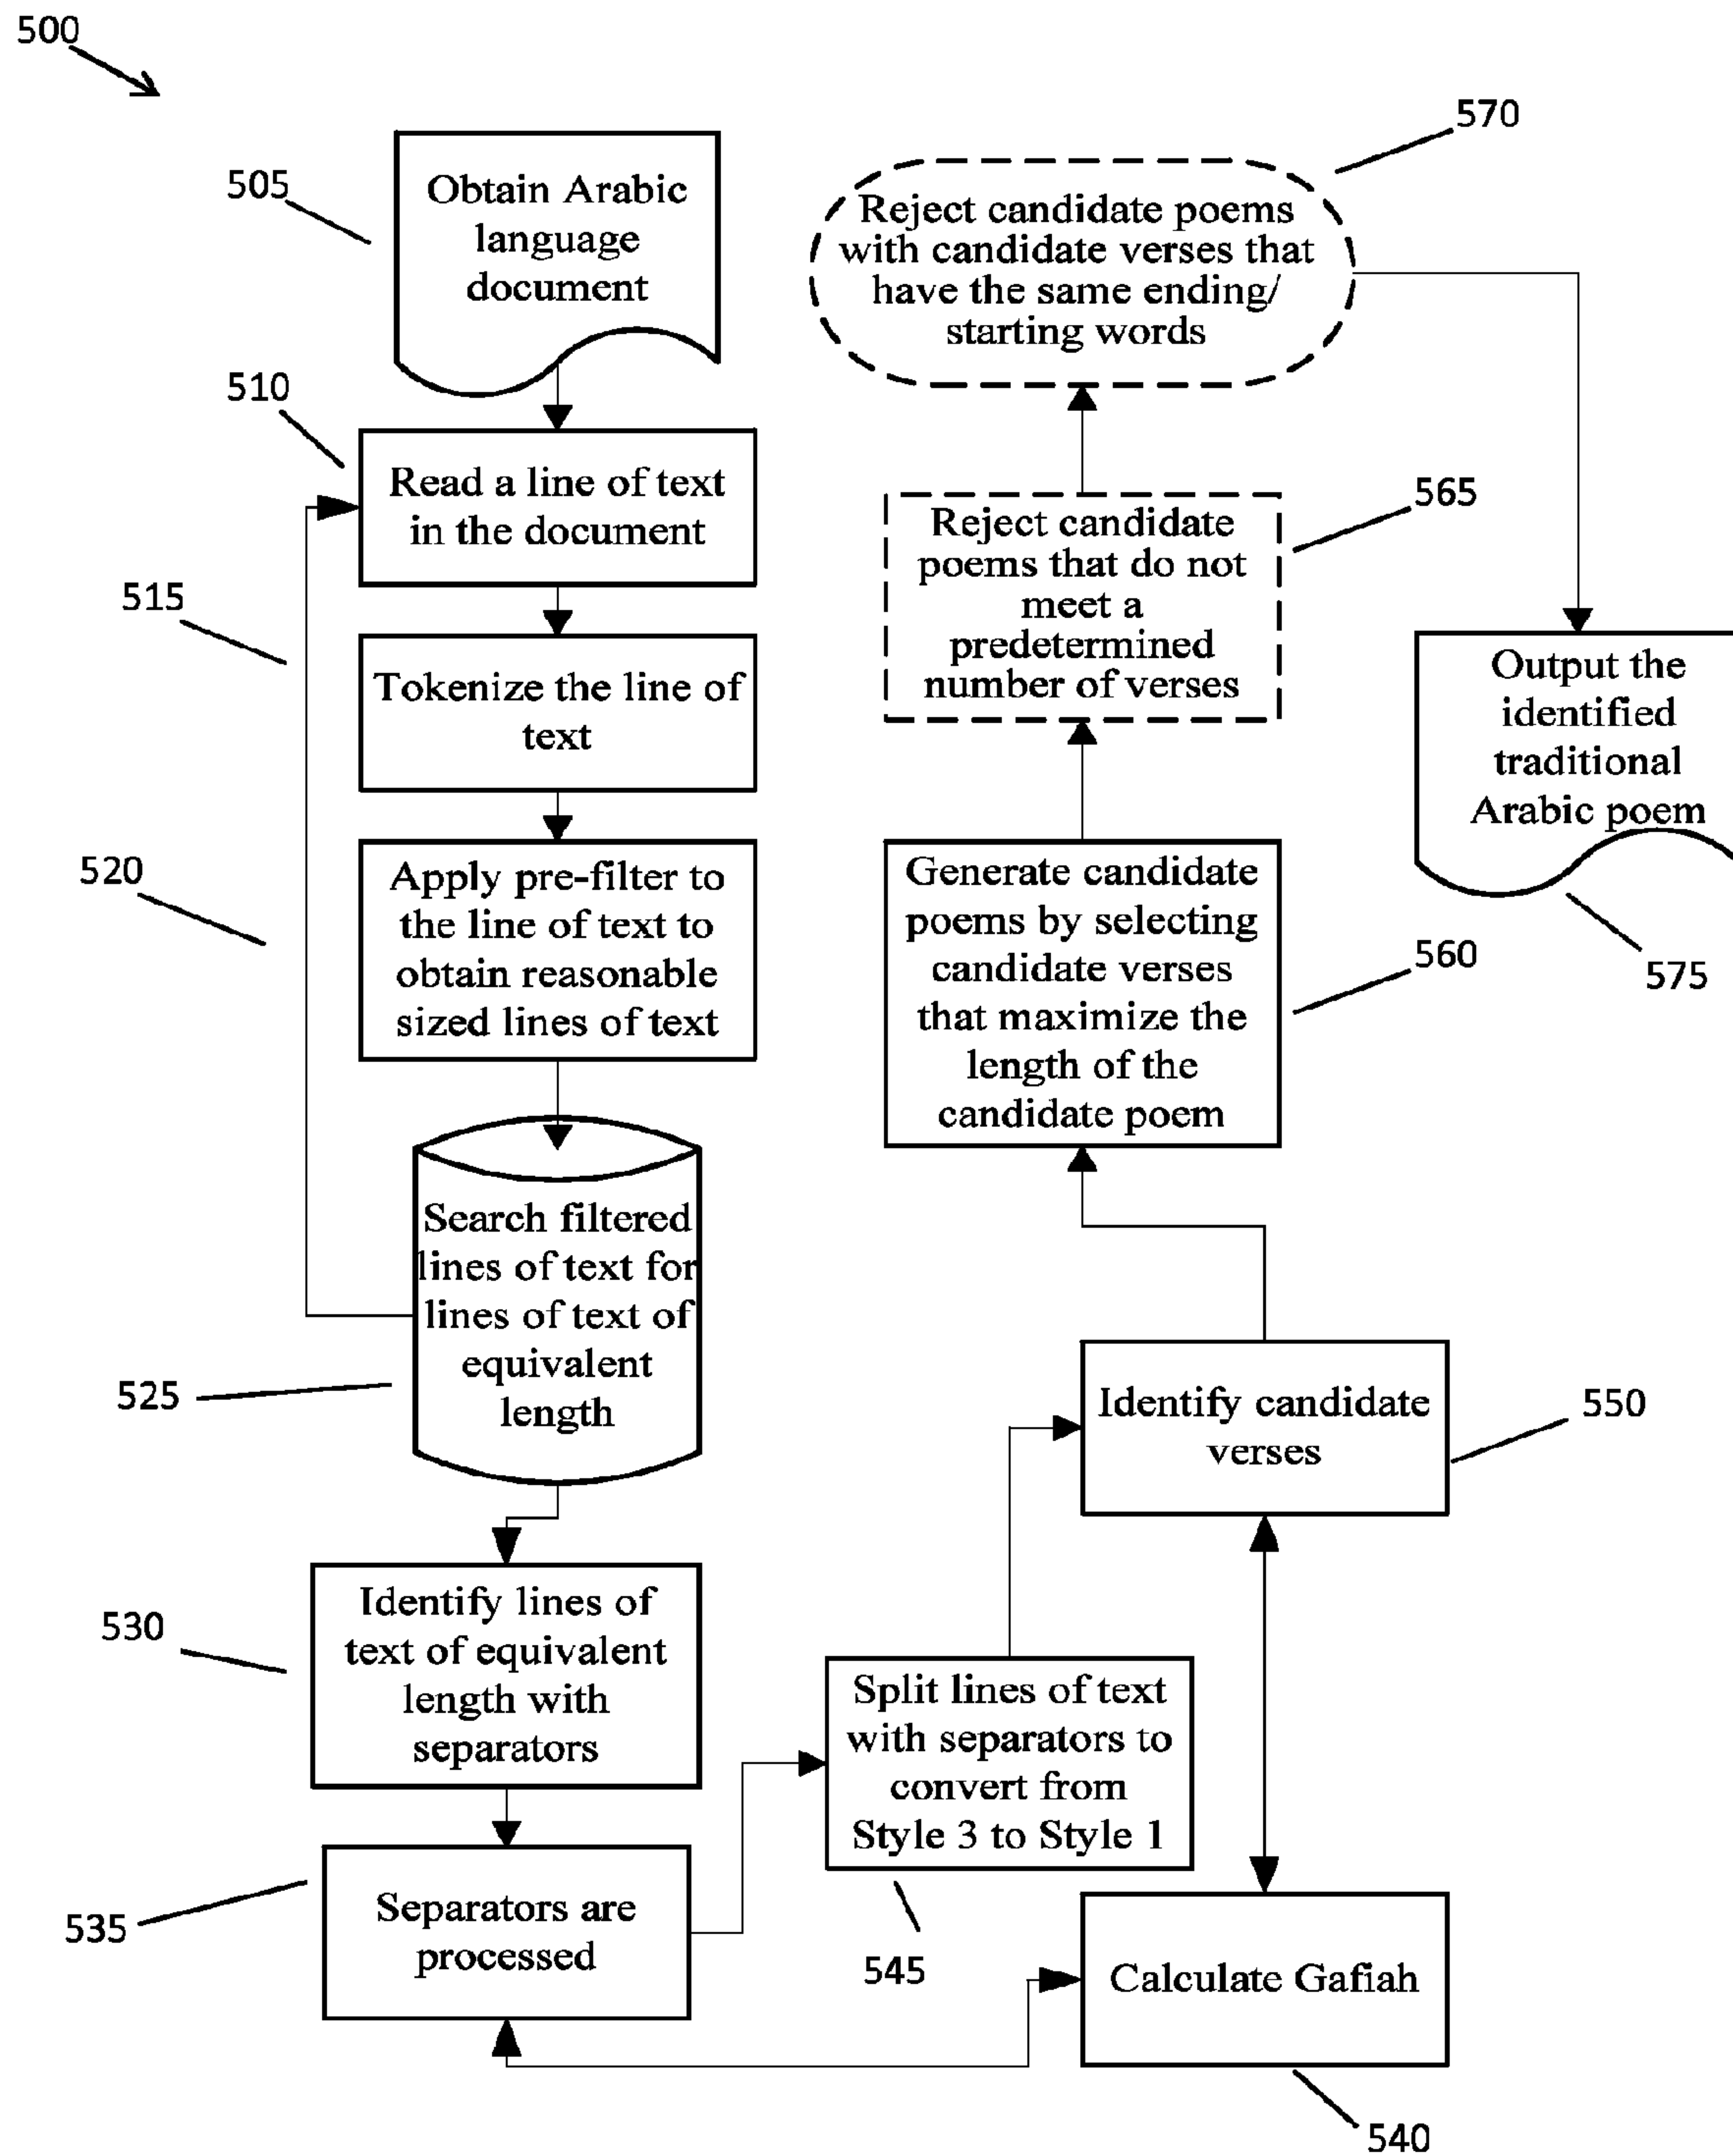 500
505
Obtain Arabic
language
document
510
Read a line of text
in the document
515
Tokenize the line of
text
520
Apply pre-filter to
the line of text to
obtain reasonable
sized lines of text
525
Search filtered
lines of text for
lines of text of
equivalent
length
530
Identify lines of
text of equivalent
length with
separators
535
Separators are
processed
545
Split lines of text
with separators to
convert from
Style 3 to Style 1
540
Calculate Gafiah
550
Identify candidate
verses
560
Generate candidate
poems by selecting
candidate verses
that maximize the
length of the
candidate poem
565
Reject candidate
poems that do not
meet a
predetermined
number of verses
570
Reject candidate poems
with candidate verses that
have the same ending/
starting words
575
Output the
identified
traditional
Arabic poem